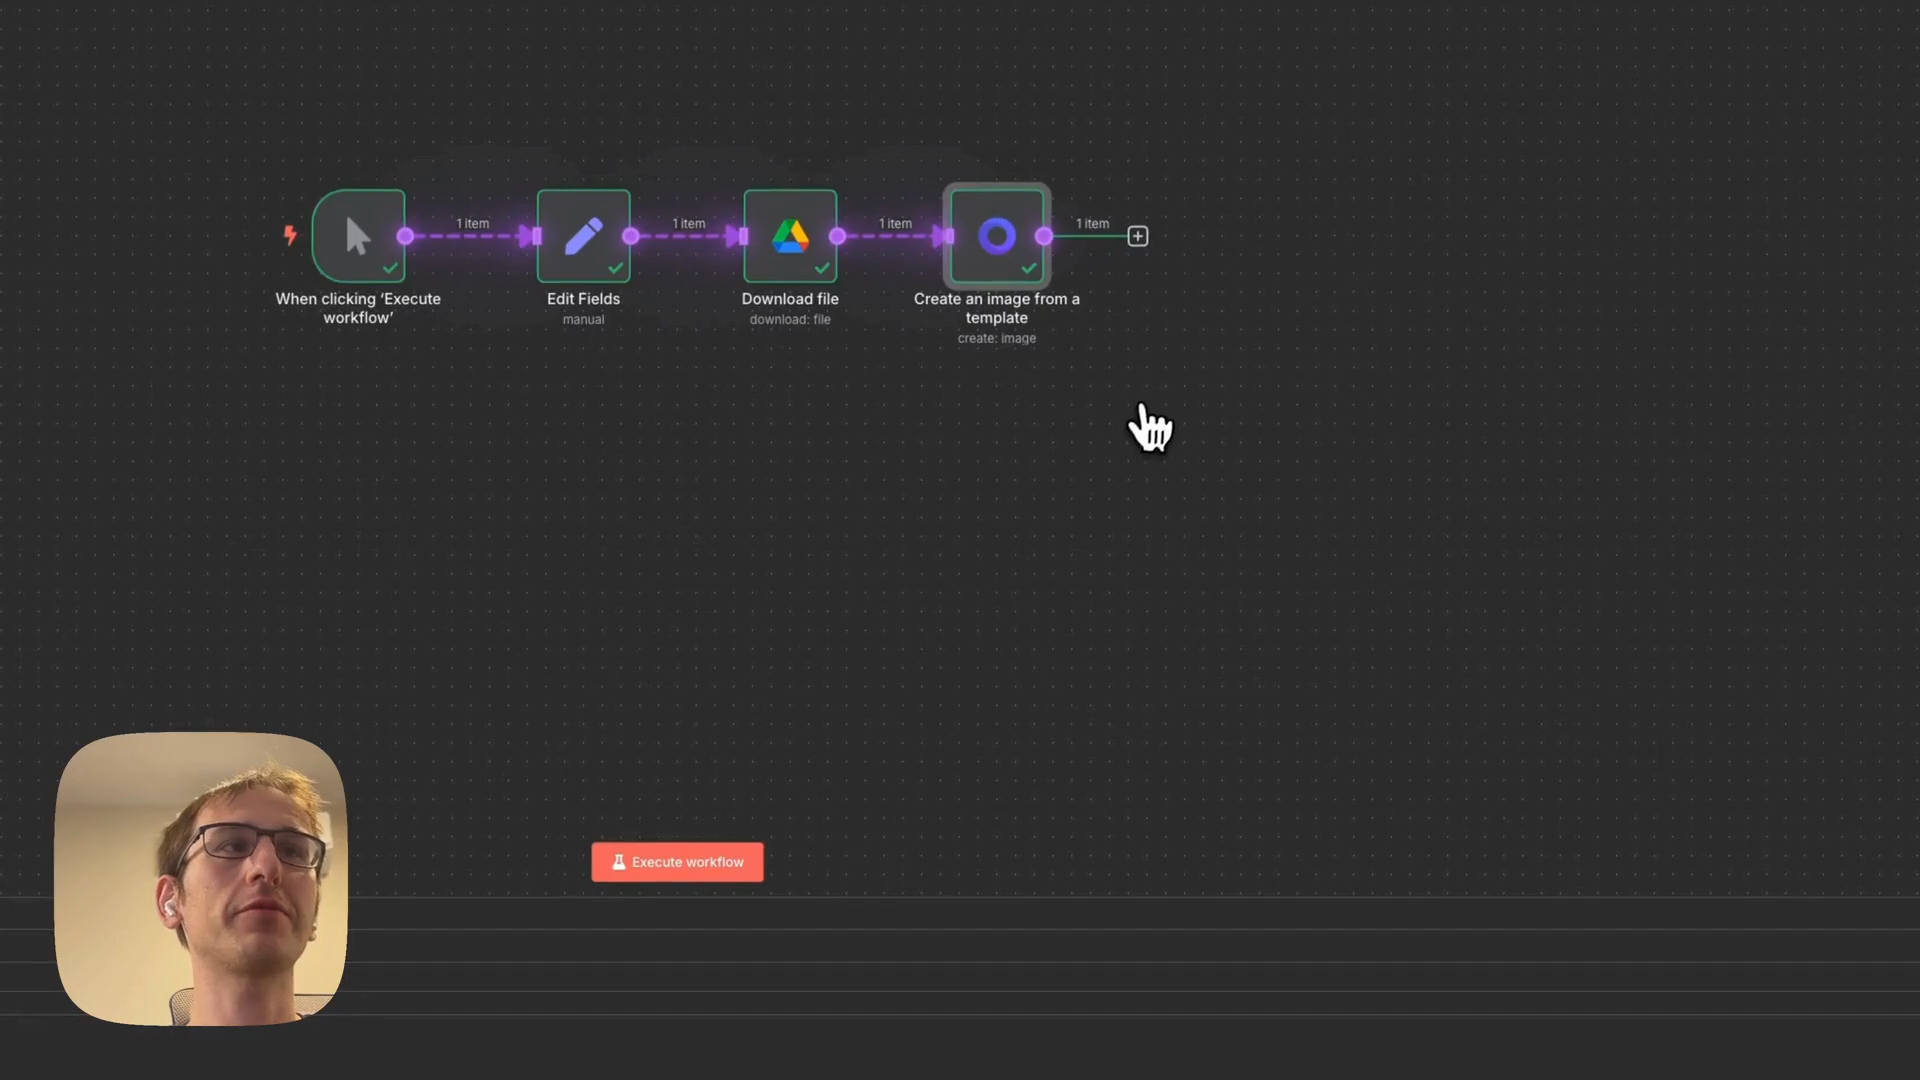 1 item
1 item
1 item
1 item
When clicking ‘Execute
workflow’
Edit Fields
manual
Download file
download: file
Create an image from a
template
create: image
Execute workflow